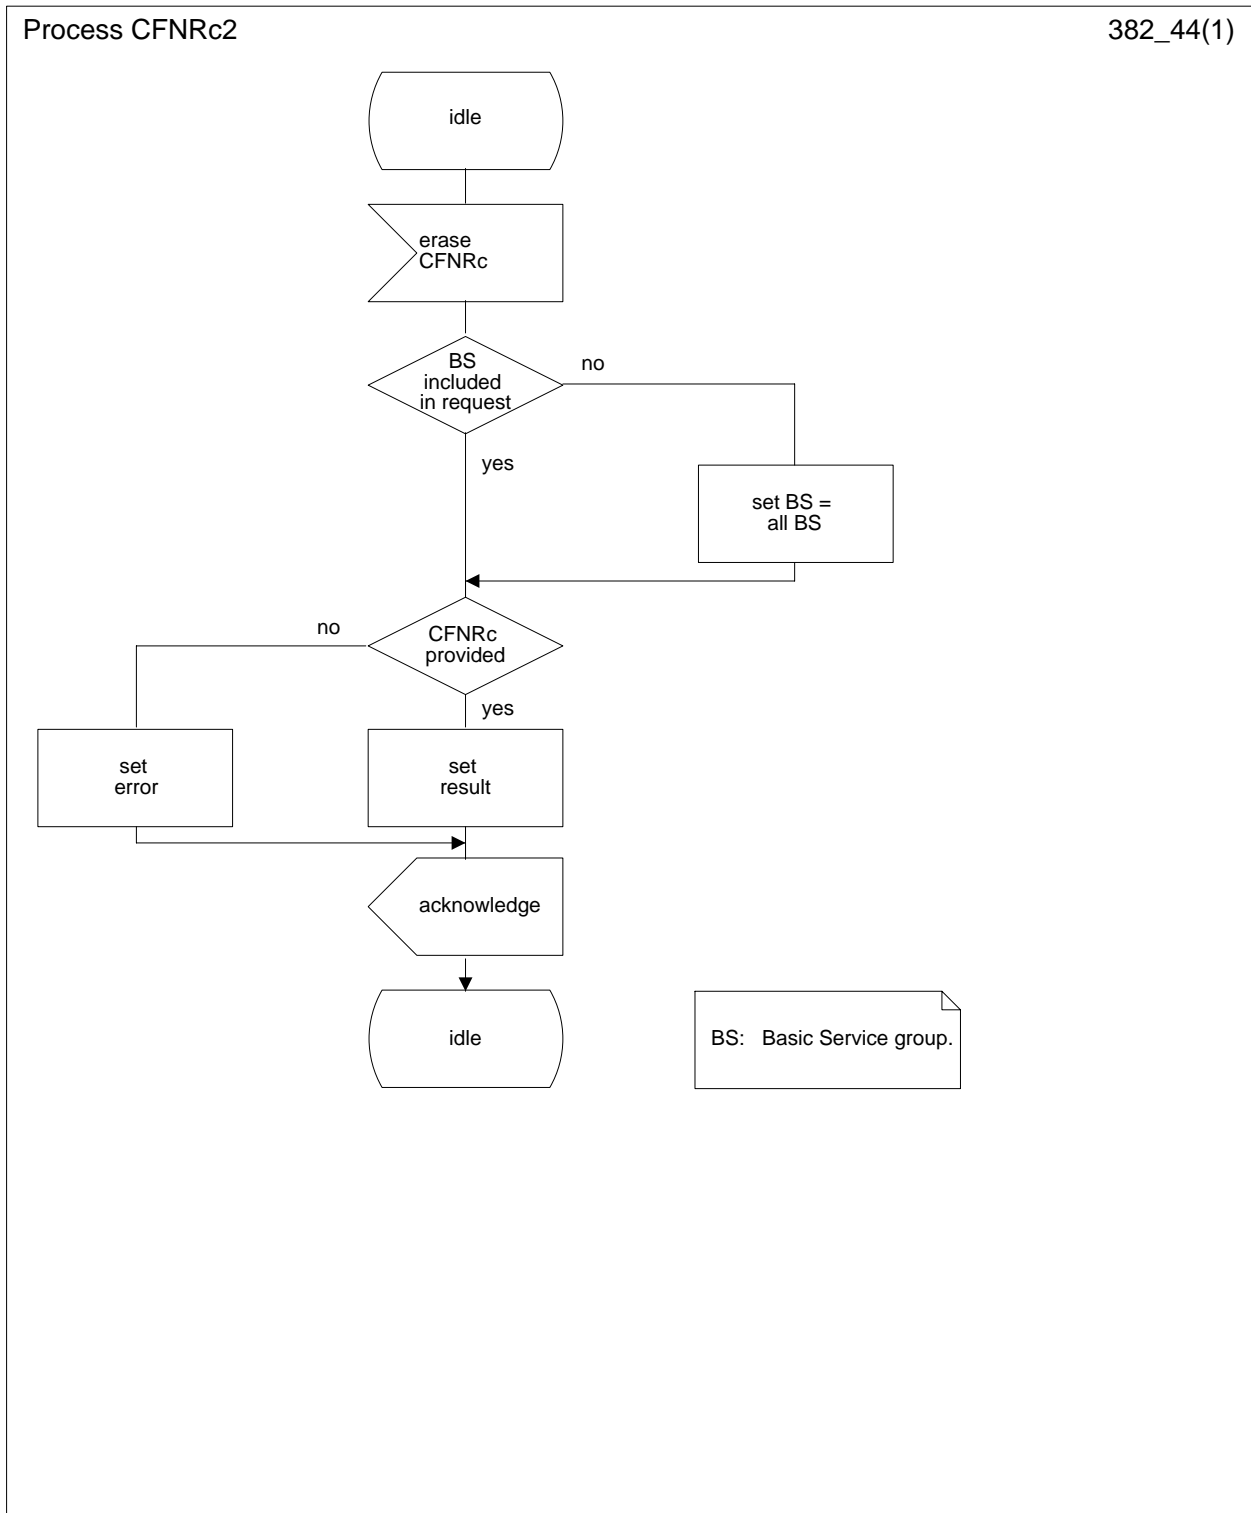 Process CFNRc2
382_44(1)
idle
erase
CFNRc
BS
included
in request
no
yes
set BS =
all BS
CFNRc
provided
no
yes
set
error
set
result
acknowledge
idle
BS: Basic Service group.